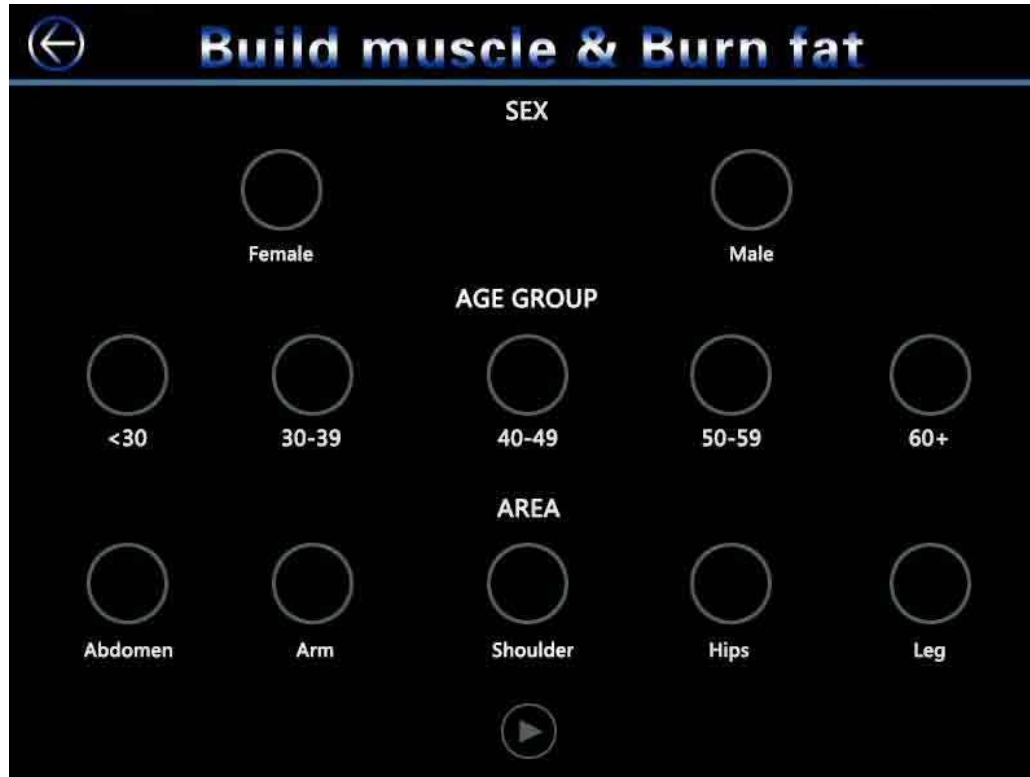 Build muscle & Burn fat
SEX
Female Male
AGE GROUP
<30 30-39 40-49 50-59 60+
AREA
Abdomen Arm Shoulder Hips Leg